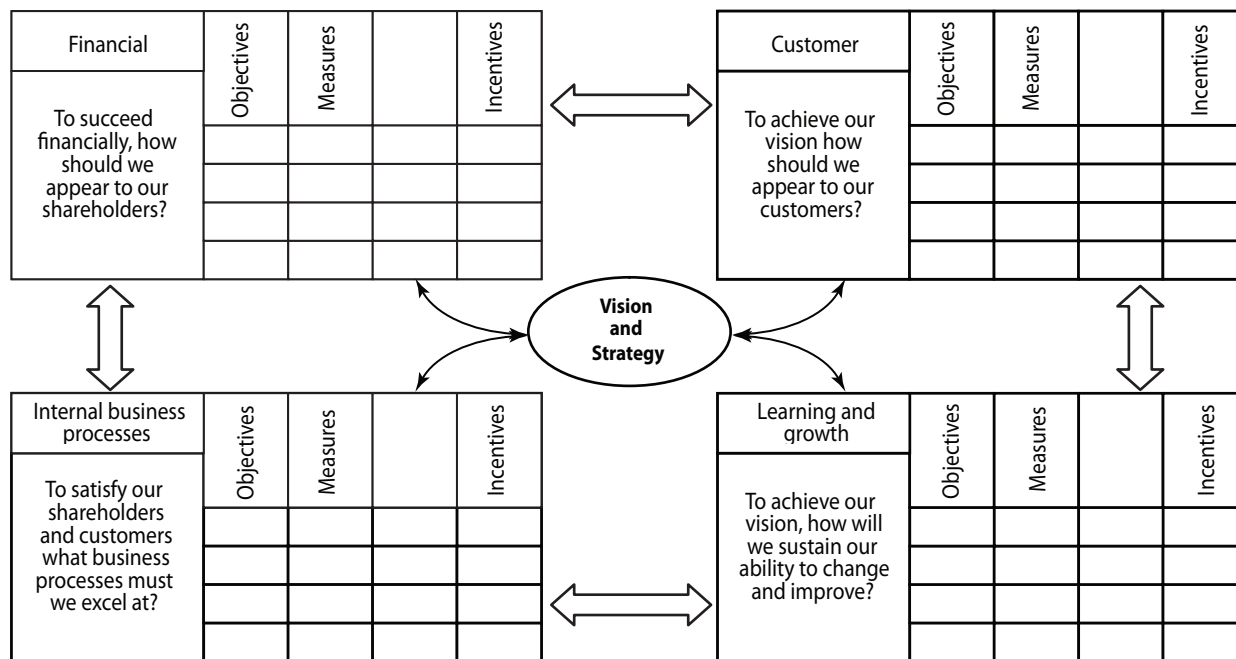 Financial
Objectives
Measures
Incentives
To succeed
financially, how
should we
appear to our
shareholders?
Customer
Objectives
Measures
Incentives
To achieve our
vision how
should we
appear to our
customers?
Vision
and
Strategy
Internal business
processes
Objectives
Measures
Incentives
To satisfy our
shareholders
and customers
what business
processes must
we excel at?
Learning and
growth
Objectives
Measures
Incentives
To achieve our
vision, how will
we sustain our
ability to change
and improve?